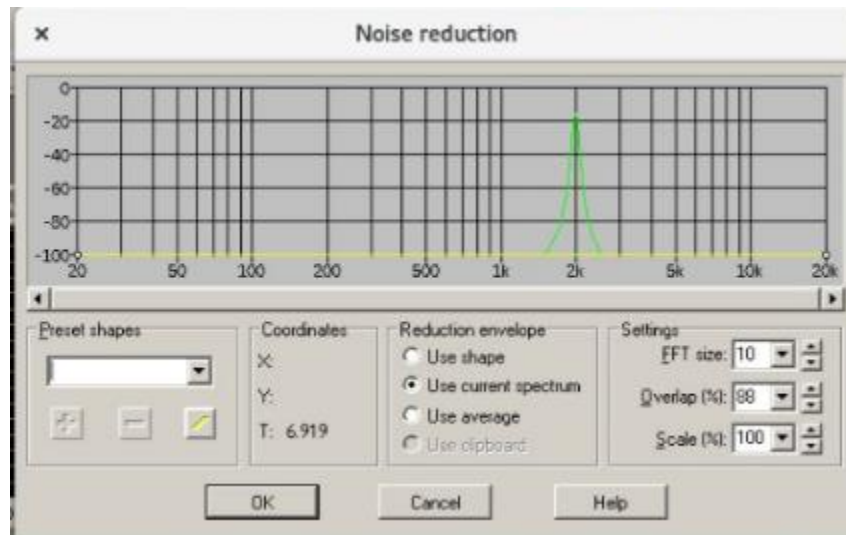 × Noise reduction
0
-20
-40
-60
-80
-100
20 50 100 200 500 1k 2k 5k 10k 20k
Preset shapes
Coordinates
X:
Y:
T: 6.919
Reduction envelope
Use shape
Use current spectrum
Use average
Use clipboard
Settings
FFT size: 10
Overlap (%): 88
Scale (%): 100
OK Cancel Help